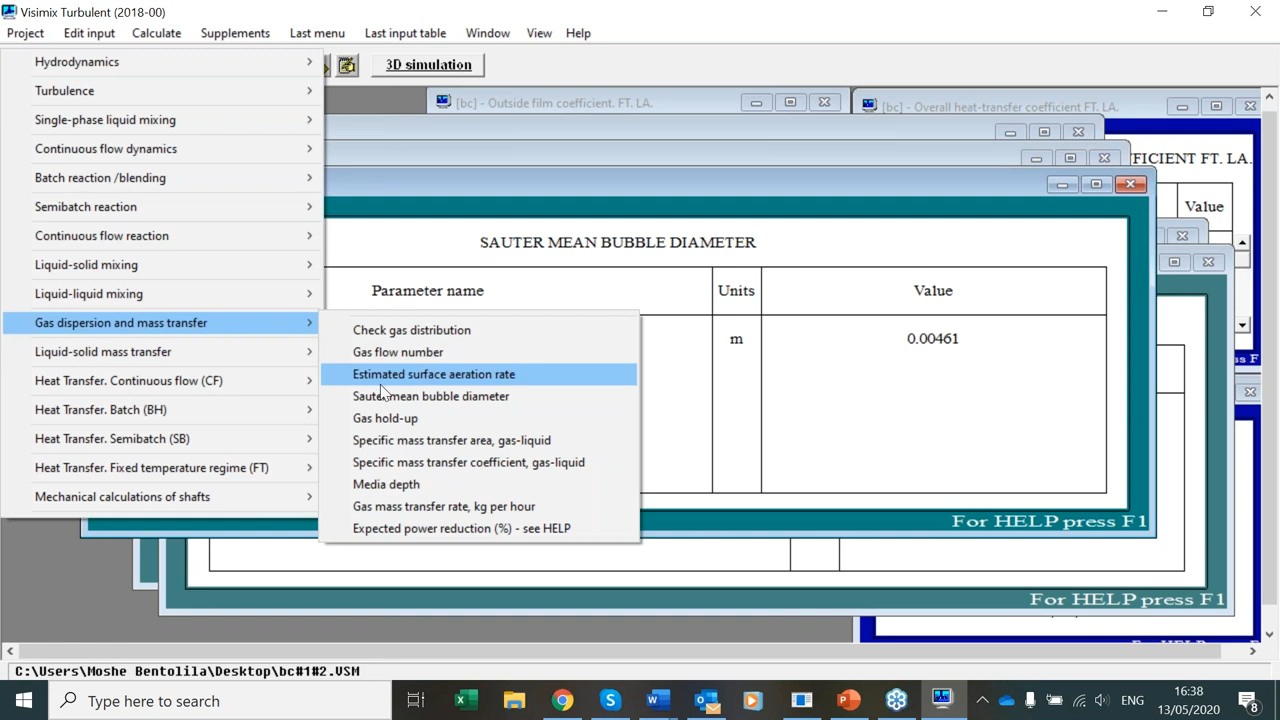 Visimix Turbulent (2018-00)
Project Edit input Calculate Supplements Last menu Last input table Window View Help
3D simulation
[bc] - Outside film coefficient. FT. LA.
[bc] - Overall heat-transfer coefficient FT. LA.
FICIENT FT. LA.
Value
Hydrodynamics
Turbulence
Single-phase liquid mixing
Continuous flow dynamics
Batch reaction /blending
Semibatch reaction
Continuous flow reaction
Liquid-solid mixing
Liquid-liquid mixing
Gas dispersion and mass transfer
Liquid-solid mass transfer
Heat Transfer. Continuous flow (CF)
Heat Transfer. Batch (BH)
Heat Transfer. Semibatch (SB)
Heat Transfer. Fixed temperature regime (FT)
Mechanical calculations of shafts
SAUTER MEAN BUBBLE DIAMETER
Parameter name Units Value
m 0.00461
Check gas distribution
Gas flow number
Estimated surface aeration rate
Sauter mean bubble diameter
Gas hold-up
Specific mass transfer area, gas-liquid
Specific mass transfer coefficient, gas-liquid
Media depth
Gas mass transfer rate, kg per hour
Expected power reduction (%) - see HELP
For HELP press F1
For HELP press F1
ss F
C:\Users\Moshe Bentolila\Desktop\bc#1#2.VSM
Type here to search
ENG
16:38
13/05/2020
8